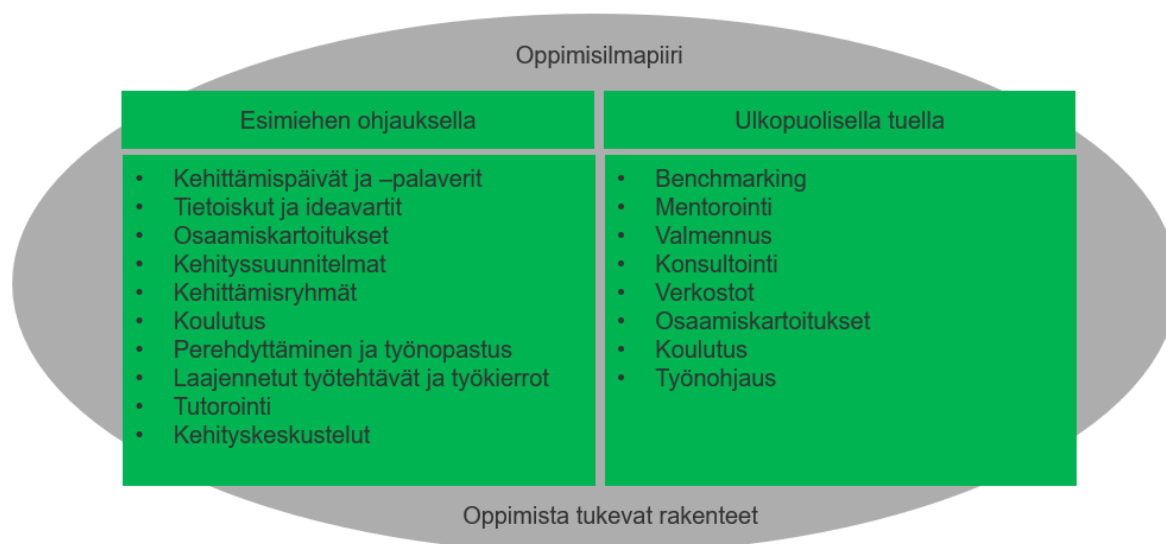 Oppimisilmapiiri
Esimiehen ohjauksella
• Kehittämispäivät ja –palaverit
• Tietoiskut ja ideavartit
• Osaamiskartoitukset
• Kehityssuunnitelmat
• Kehittämisryhmät
• Koulutus
• Perehdyttäminen ja työnopastus
• Laajennetut työtehtävät ja työkierrot
• Tutorointi
• Kehityskeskustelut
Ulkopuolisella tuella
• Benchmarking
• Mentorointi
• Valmennus
• Konsultointi
• Verkostot
• Osaamiskartoitukset
• Koulutus
• Työnohjaus
Oppimista tukevat rakenteet